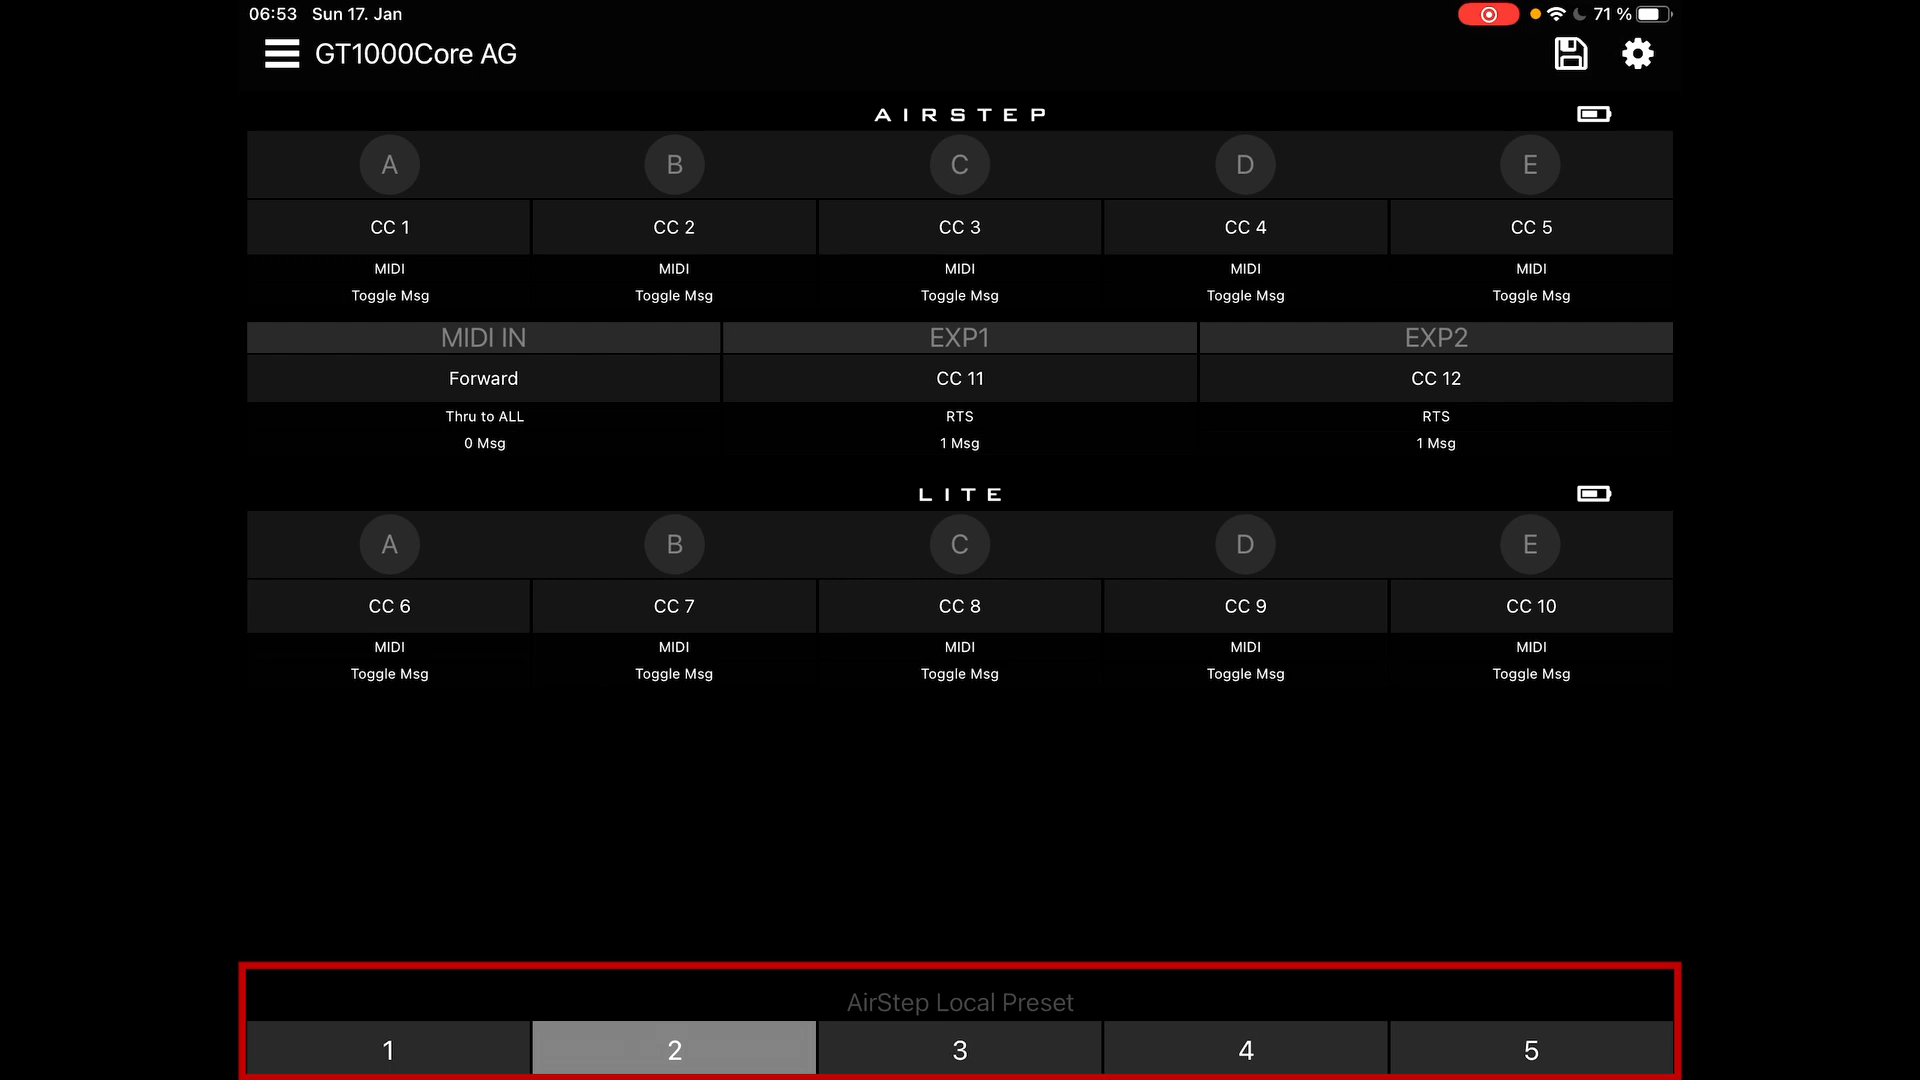 06:53 Sun 17. Jan 71 %
GT1000Core AG
AIRSTEP
A B C D E
CC 1 CC 2 CC 3 CC 4 CC 5
MIDI MIDI MIDI MIDI MIDI
Toggle Msg Toggle Msg Toggle Msg Toggle Msg Toggle Msg
MIDI IN EXP1 EXP2
Forward CC 11 CC 12
Thru to ALL RTS RTS
0 Msg 1 Msg 1 Msg
LITE
A B C D E
CC 6 CC 7 CC 8 CC 9 CC 10
MIDI MIDI MIDI MIDI MIDI
Toggle Msg Toggle Msg Toggle Msg Toggle Msg Toggle Msg
AirStep Local Preset
1 2 3 4 5